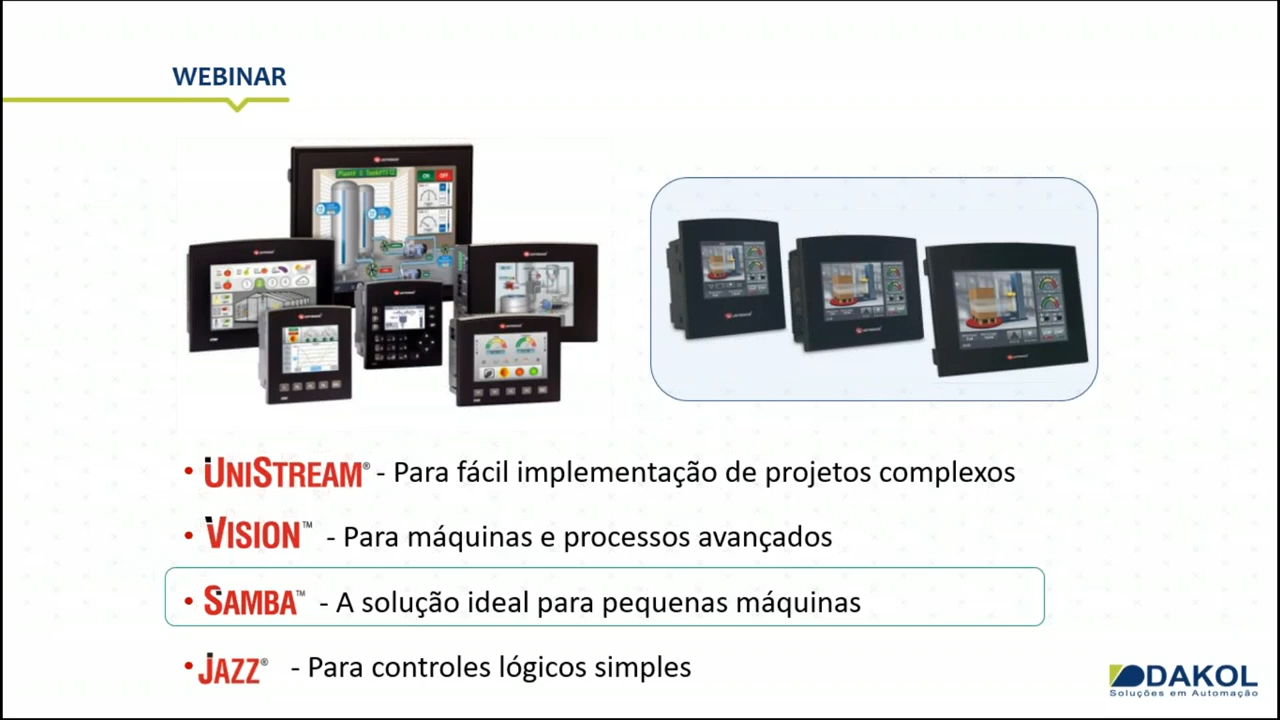 WEBINAR
• UNISTREAM® - Para fácil implementação de projetos complexos
• VISION™ - Para máquinas e processos avançados
• SAMBA™ - A solução ideal para pequenas máquinas
• JAZZ® - Para controles lógicos simples
DAKOL
Soluções em Automação